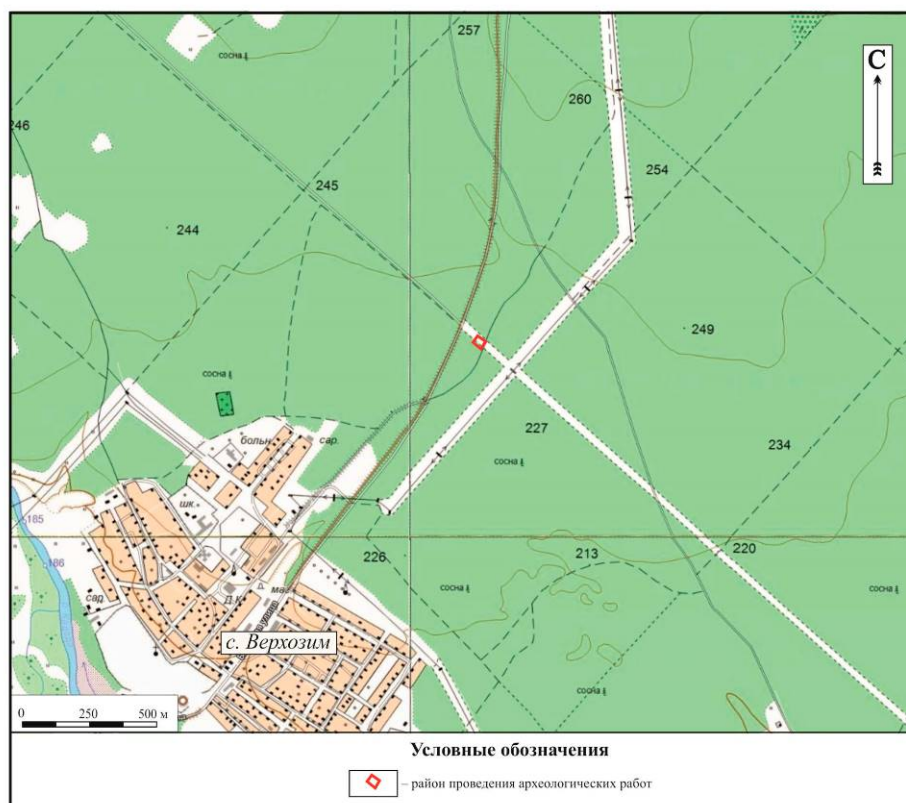 257
сосна
260
С
246
254
245
244
249
сосна
227
234
больн.
сар.
сосна
шк.
185
226
213
220
186
сосна
сосна
Д.К.
маг.
с. Верхозим
сосна
0 250 500 м
Условные обозначения
– район проведения археологических работ